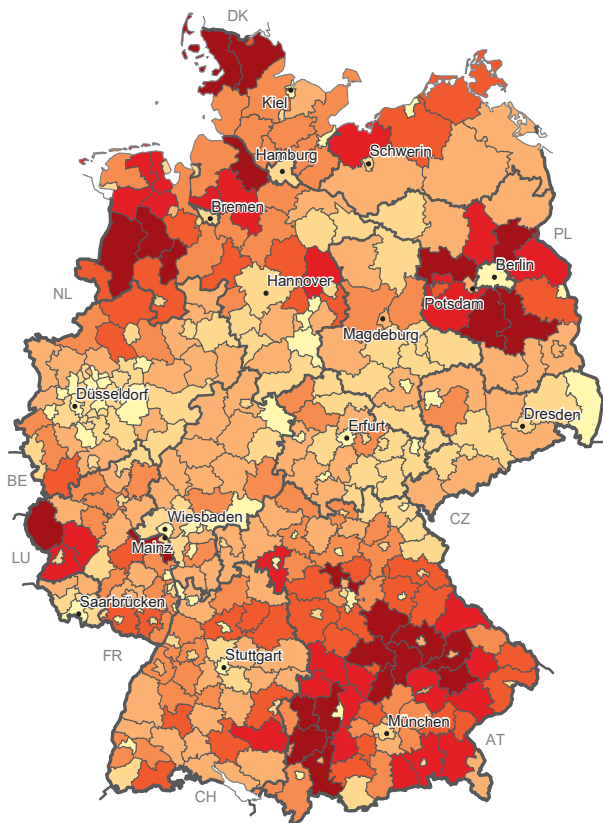 DK
Kiel
Schwerin
Hamburg
Bremen
PL
Berlin
NL
Hannover
Potsdam
Magdeburg
Düsseldorf
Erfurt
Dresden
BE
Wiesbaden
CZ
LU
Mainz
Saarbrücken
FR
Stuttgart
München
AT
CH